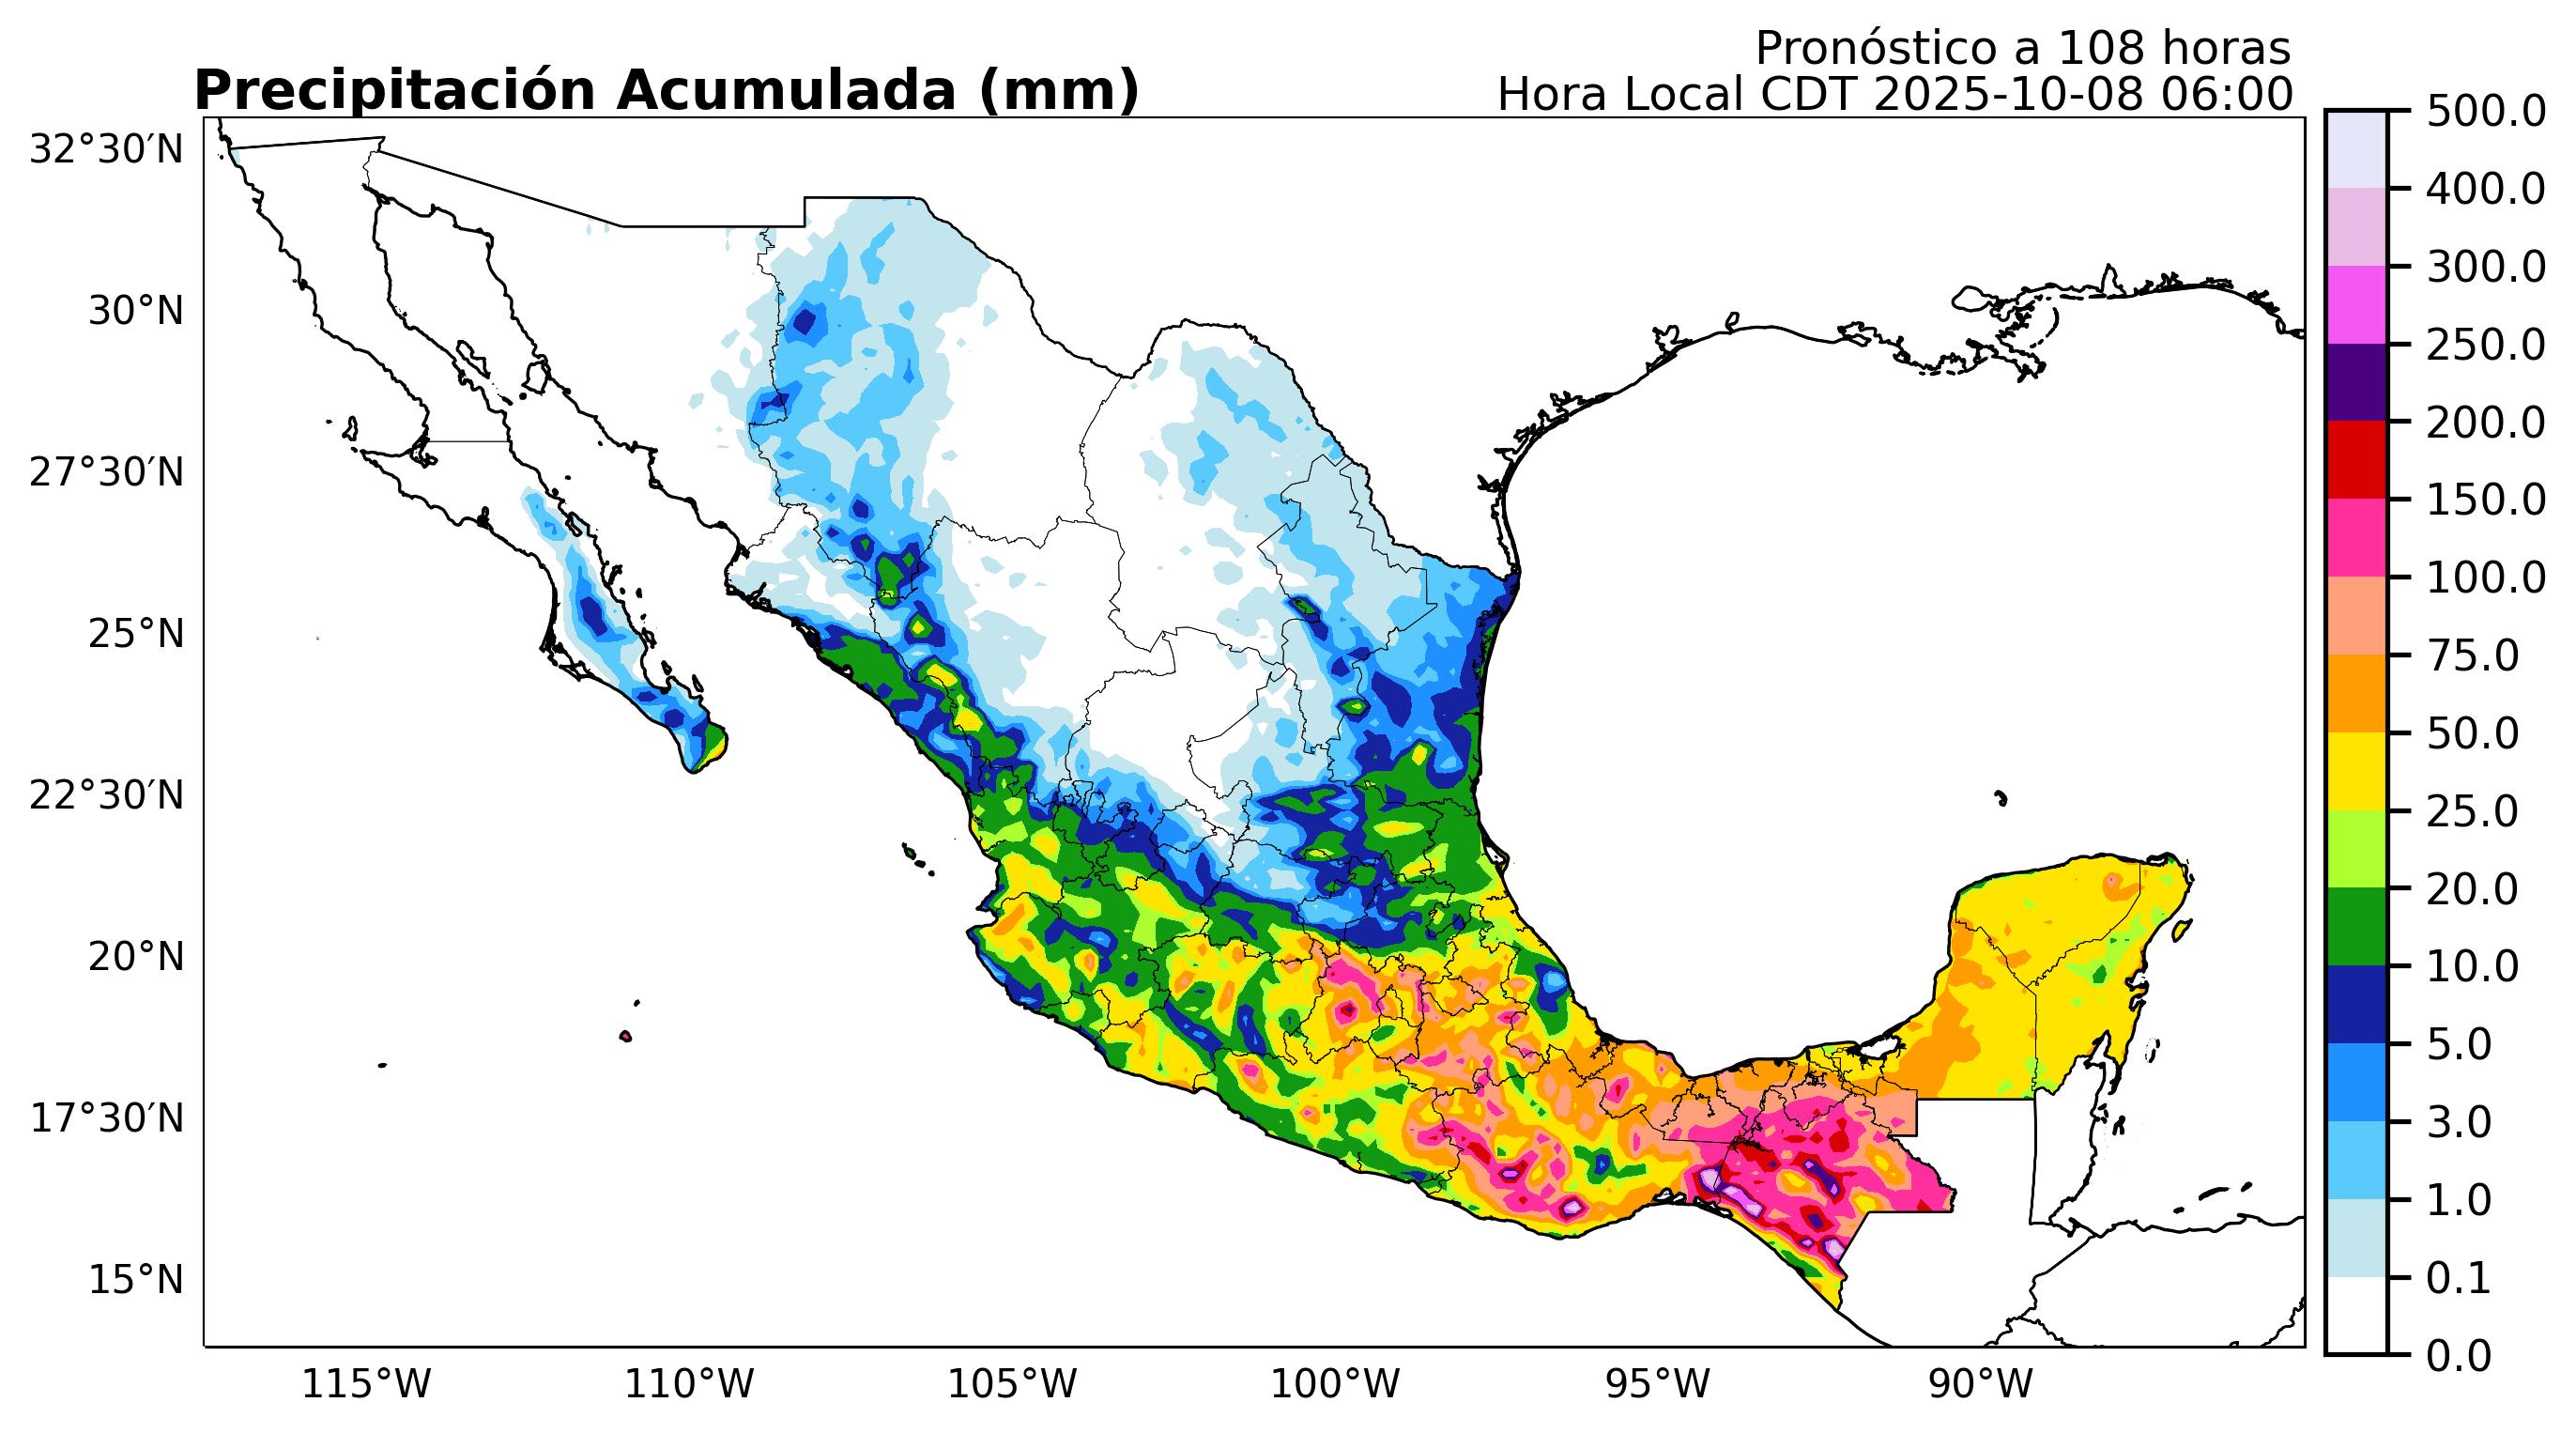 Pronóstico a 108 horas
Precipitación Acumulada (mm)
Hora Local CDT 2025-10-08 06:00
32°30′N
30°N
27°30′N
25°N
22°30′N
20°N
17°30′N
15°N
115°W
110°W
105°W
100°W
95°W
90°W
500.0
400.0
300.0
250.0
200.0
150.0
100.0
75.0
50.0
25.0
20.0
10.0
5.0
3.0
1.0
0.1
0.0